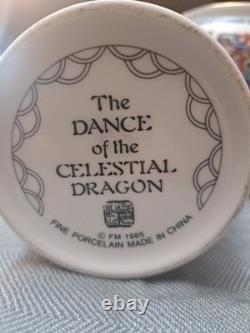 The
DANCE
of the
CELESTIAL
DRAGON
© FM 1985
FINE PORCELAIN MADE IN CHINA